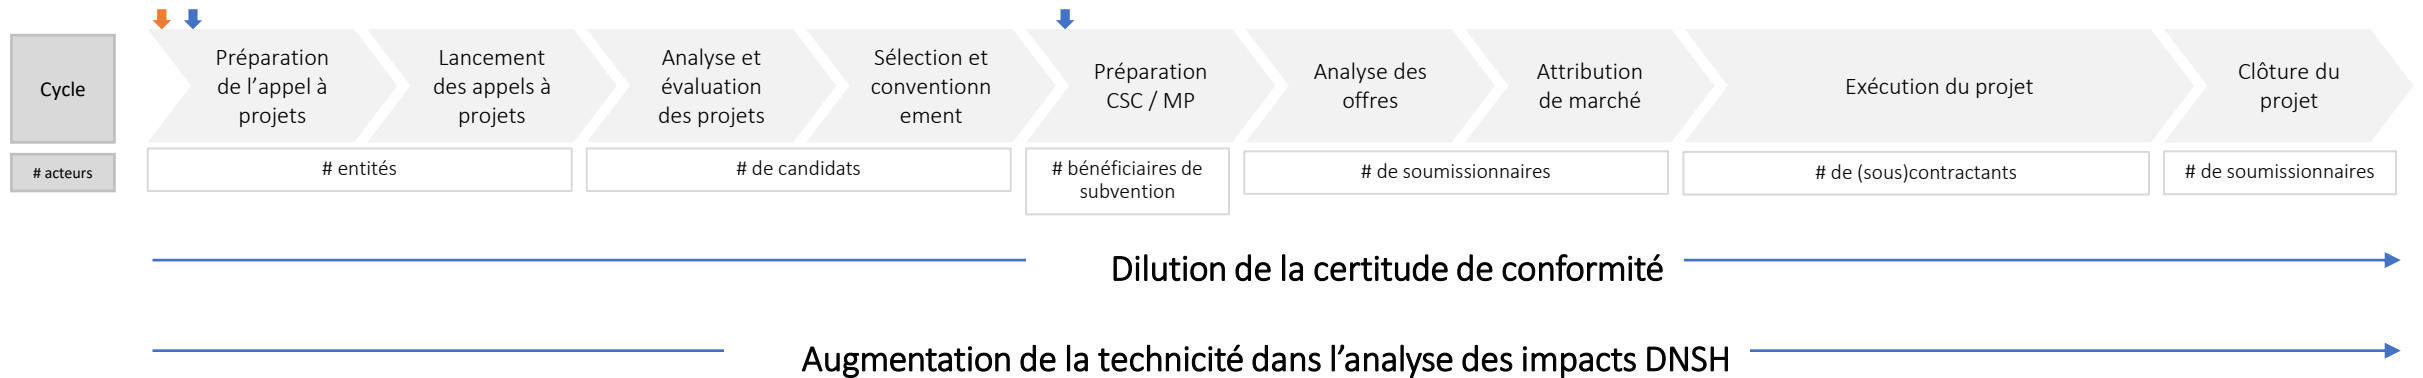 Cycle
Préparation
de l’appel à
projets
Lancement
des appels à
projets
Analyse et
évaluation
des projets
Sélection et
conventionn
ement
Préparation
CSC / MP
Analyse des
offres
Attribution
de marché
Exécution du projet
Clôture du
projet
# acteurs
# entités
# de candidats
# bénéficiaires de
subvention
# de soumissionnaires
# de (sous)contractants
# de soumissionnaires
Dilution de la certitude de conformité
Augmentation de la technicité dans l’analyse des impacts DNSH